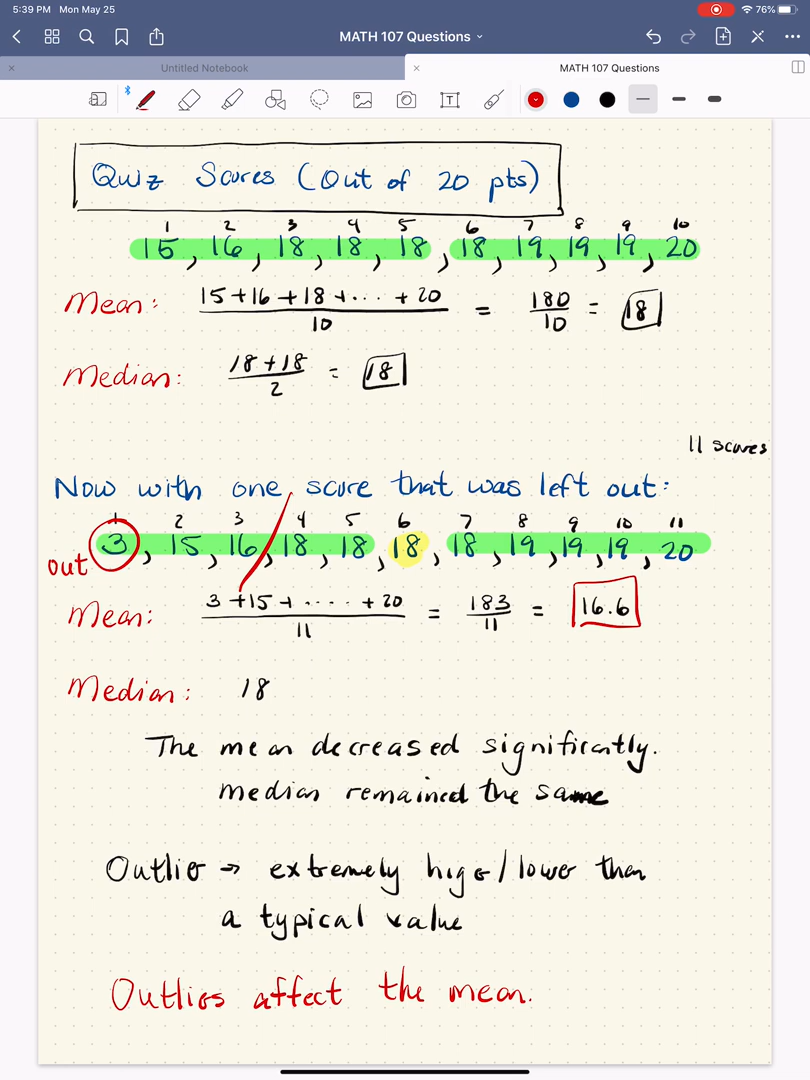 5:39 PM Mon May 25
76%
MATH 107 Questions
Untitled Notebook
MATH 107 Questions
Quiz Scores (Out of 20 pts)
1 2 3 4 5 6 7 8 9 10
15, 16, 18, 18, 18, 18, 19, 19, 19, 20
Mean: 15+16+18+...+20 / 10 = 180/10 = 18
Median: 18+18 / 2 = 18
11 scores
Now with one score that was left out:
1 2 3 4 5 6 7 8 9 10 11
3, 15, 16, 18, 18, 18, 18, 19, 19, 19, 20
out
Mean: 3+15+....+20 / 11 = 183/11 = 16.6
Median: 18
The mean decreased significantly.
median remained the same
Outlier → extremely higer/lower than
a typical value
Outlies affect the mean.